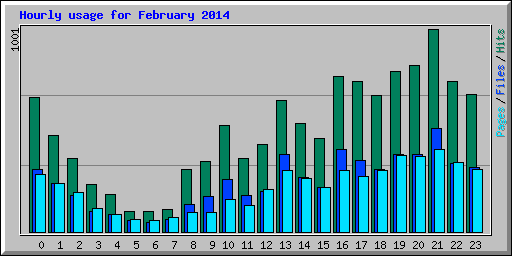 Hourly usage for February 2014
1001
Pages/Files/Hits
0 1 2 3 4 5 6 7 8 9 10 11 12 13 14 15 16 17 18 19 20 21 22 23